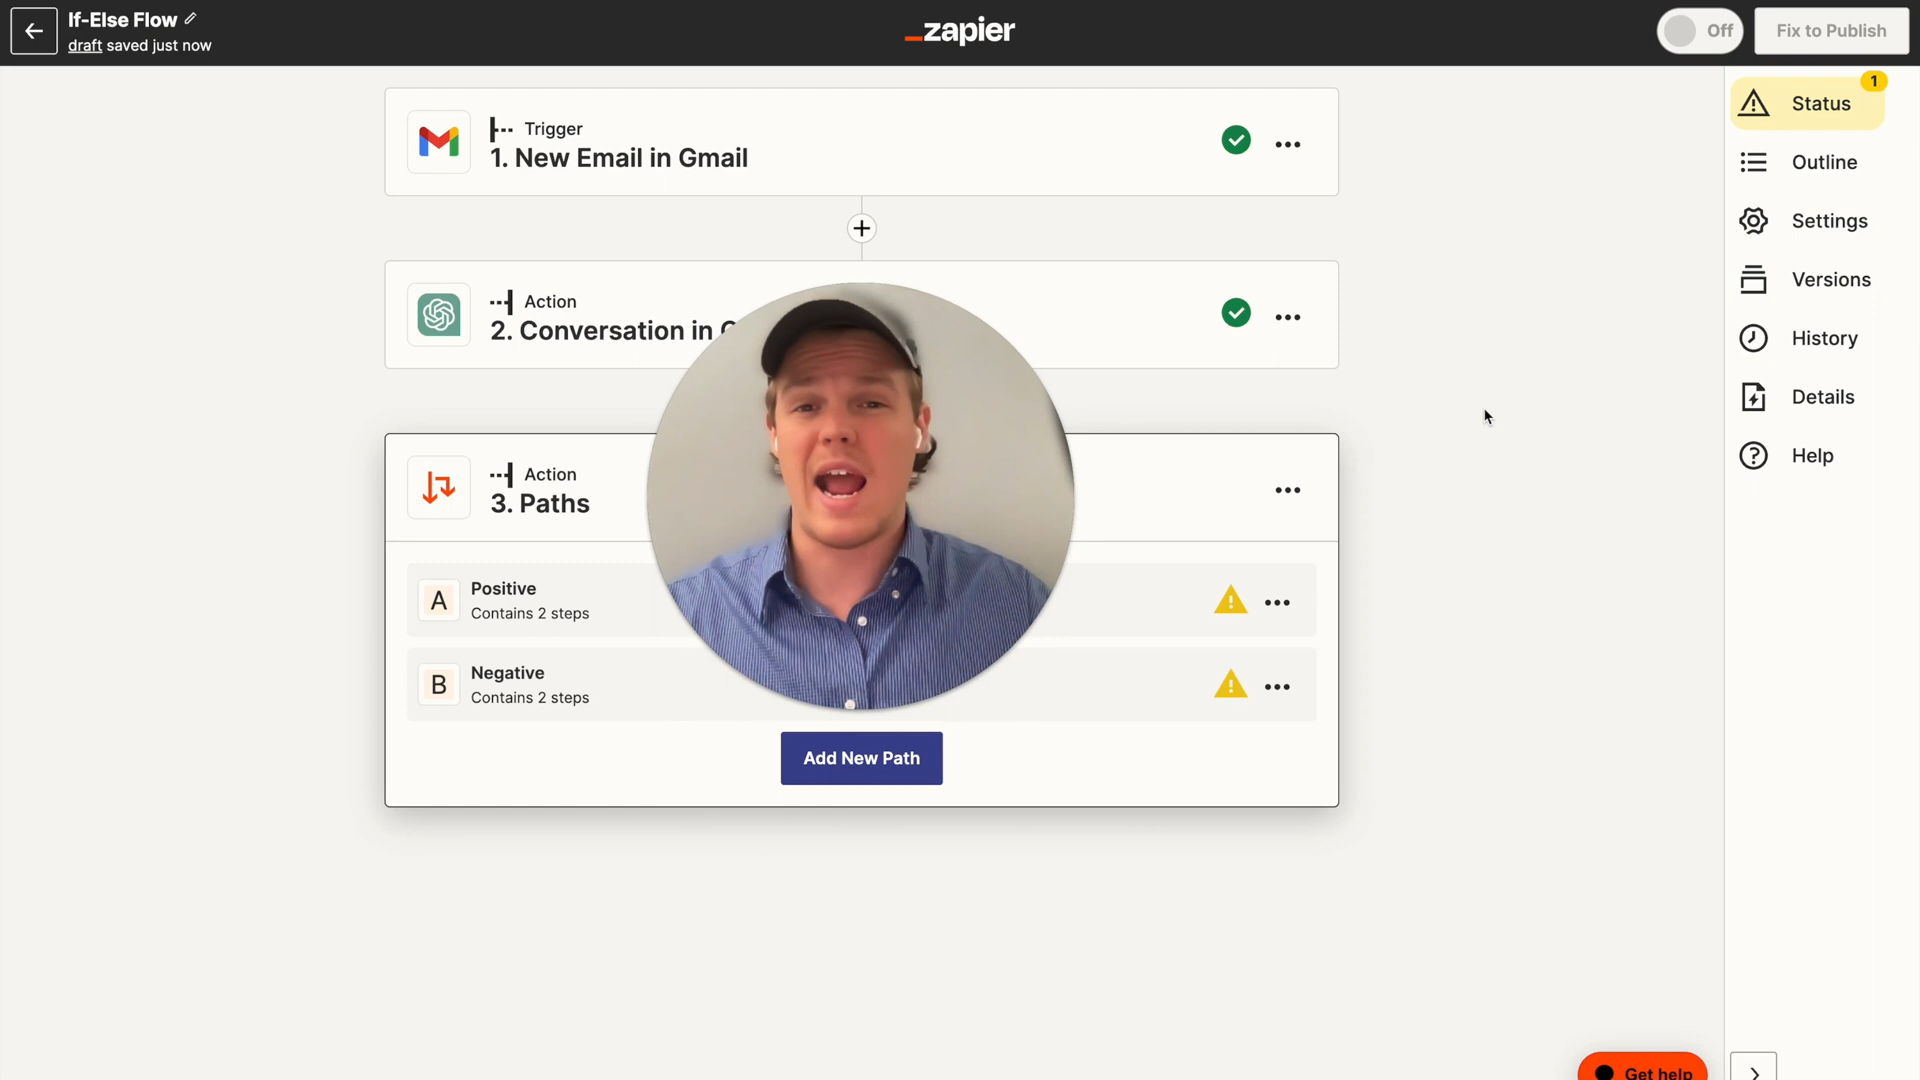 If-Else Flow
draft saved just now
zapier
Off
Fix to Publish
Trigger
1. New Email in Gmail
Action
2. Conversation in
Action
3. Paths
A
Positive
Contains 2 steps
B
Negative
Contains 2 steps
Add New Path
1
Status
Outline
Settings
Versions
History
Details
Help
Get help